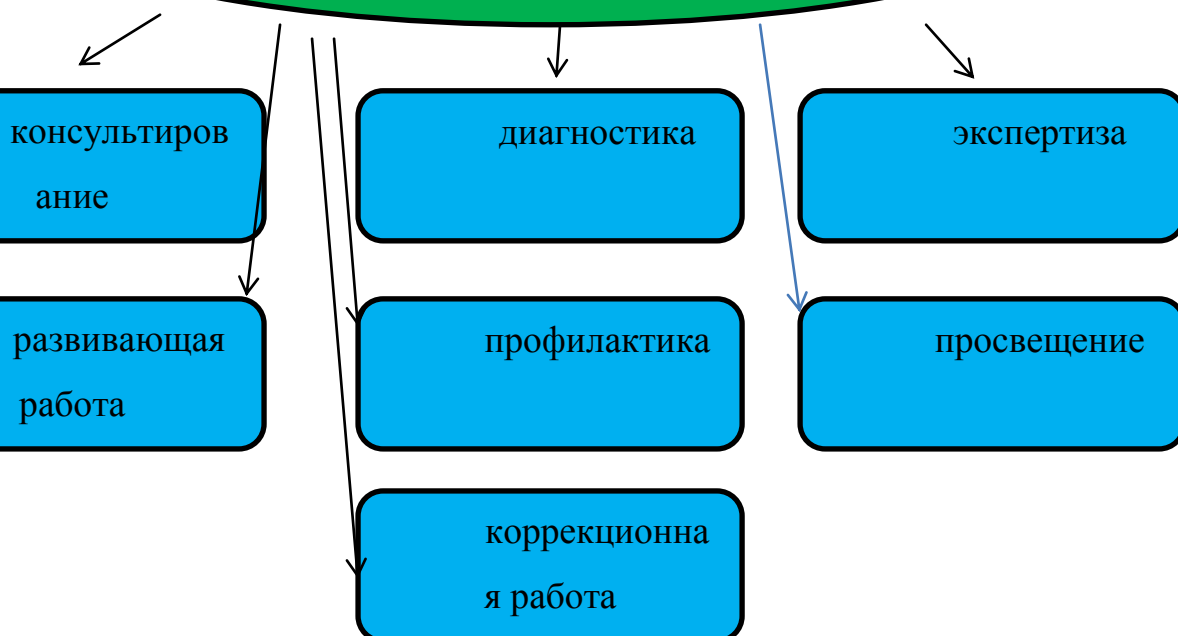 консультиров
ание
диагностика
экспертиза
развивающая
работа
профилактика
просвещение
коррекционна
я работа